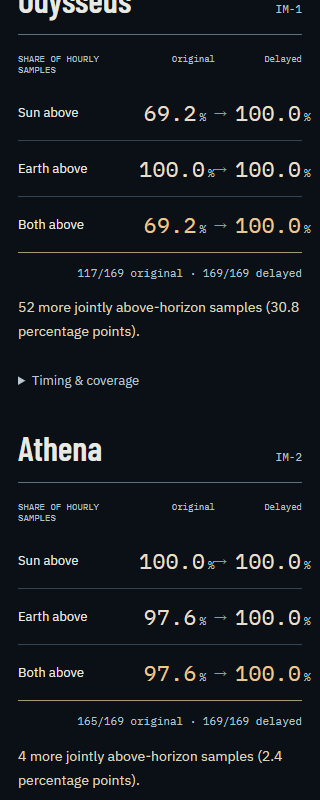 Odysseus IM-1
SHARE OF HOURLY SAMPLES Original Delayed
Sun above 69.2% → 100.0%
Earth above 100.0% → 100.0%
Both above 69.2% → 100.0%
117/169 original · 169/169 delayed
52 more jointly above-horizon samples (30.8
percentage points).
▶ Timing & coverage
Athena IM-2
SHARE OF HOURLY SAMPLES Original Delayed
Sun above 100.0% → 100.0%
Earth above 97.6% → 100.0%
Both above 97.6% → 100.0%
165/169 original · 169/169 delayed
4 more jointly above-horizon samples (2.4
percentage points).